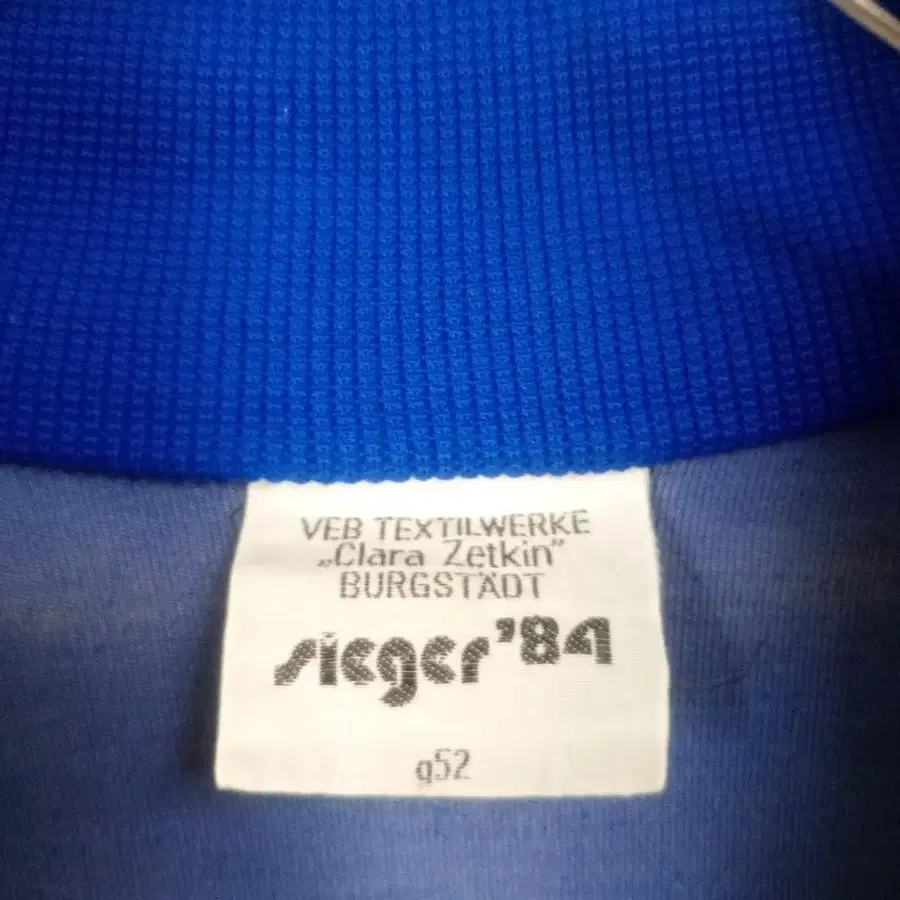 VEB TEXTILWERKE
„Clara Zetkin”
BURGSTÄDT
sieger'84
g52